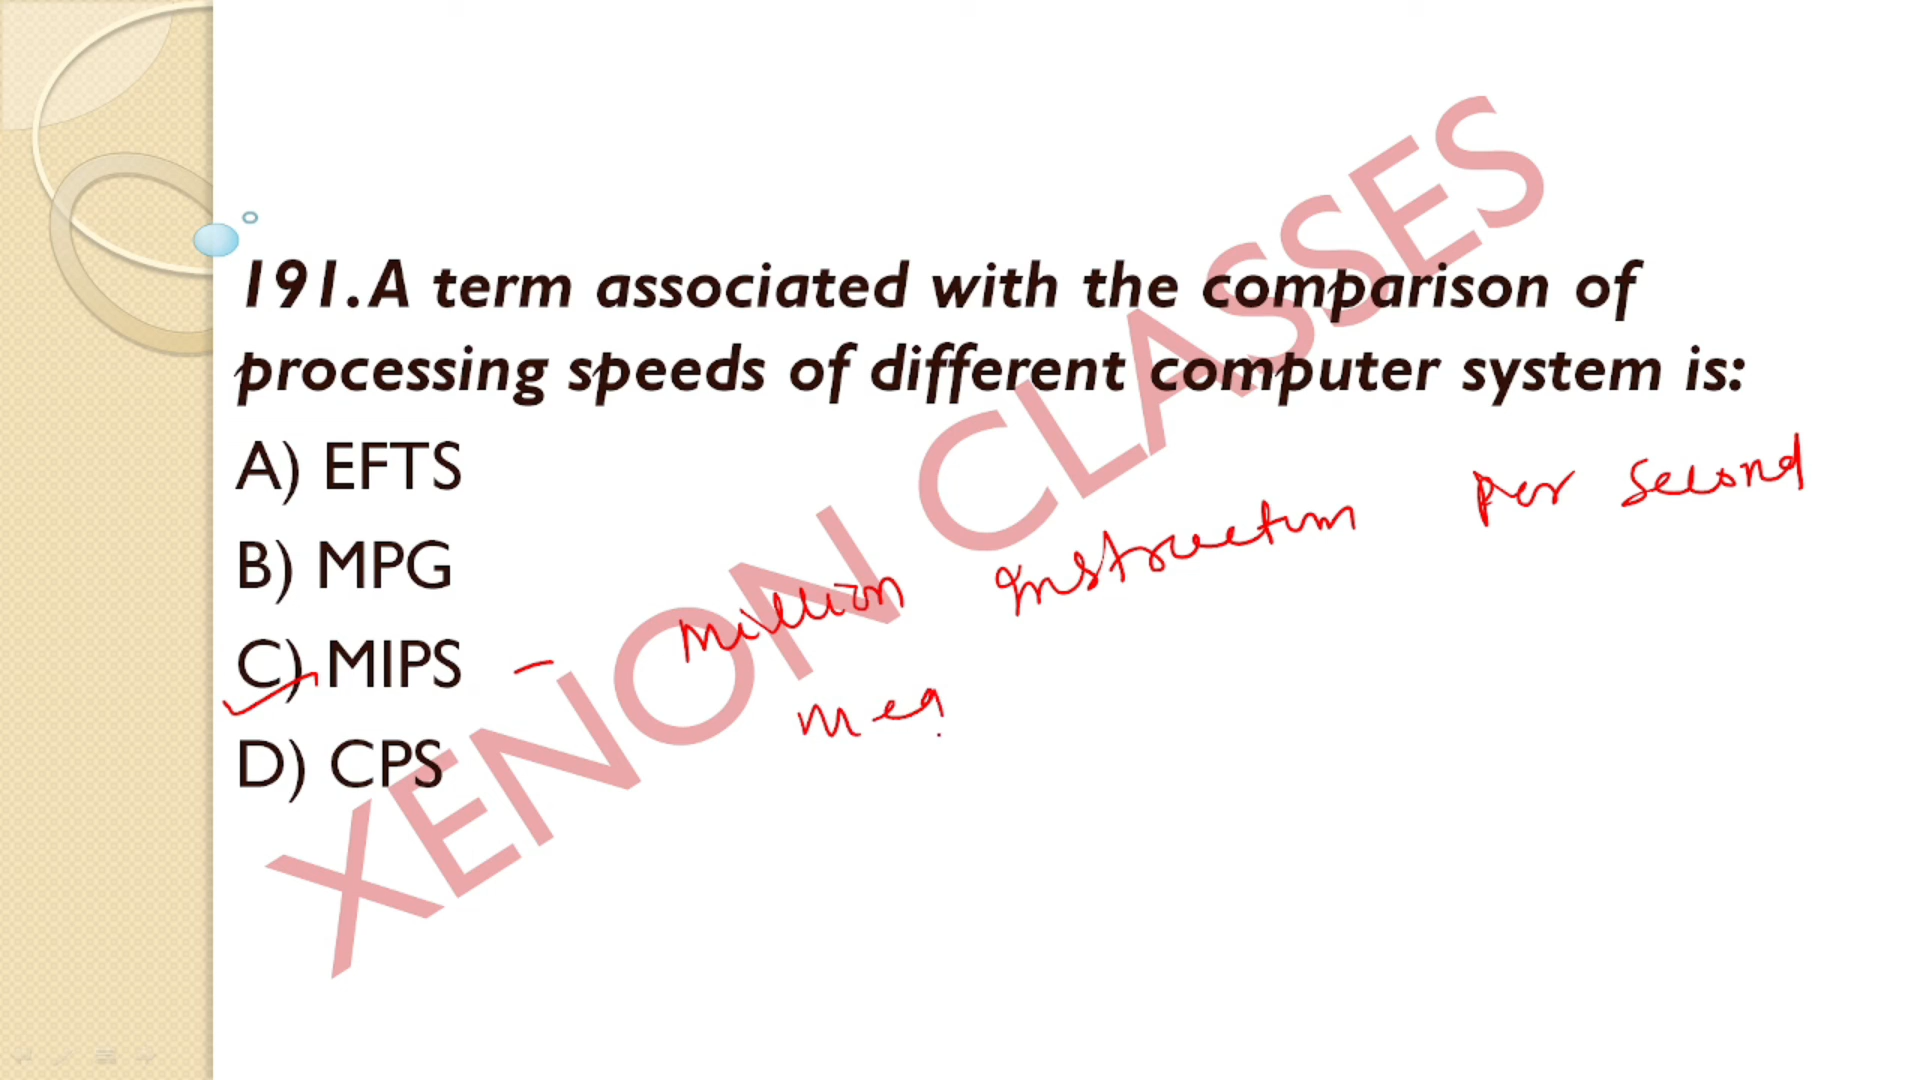 191. A term associated with the comparison of
processing speeds of different computer system is:
A) EFTS
B) MPG
C) MIPS - Million Instruction Per Second
Meg
D) CPS
XENON CLASSES